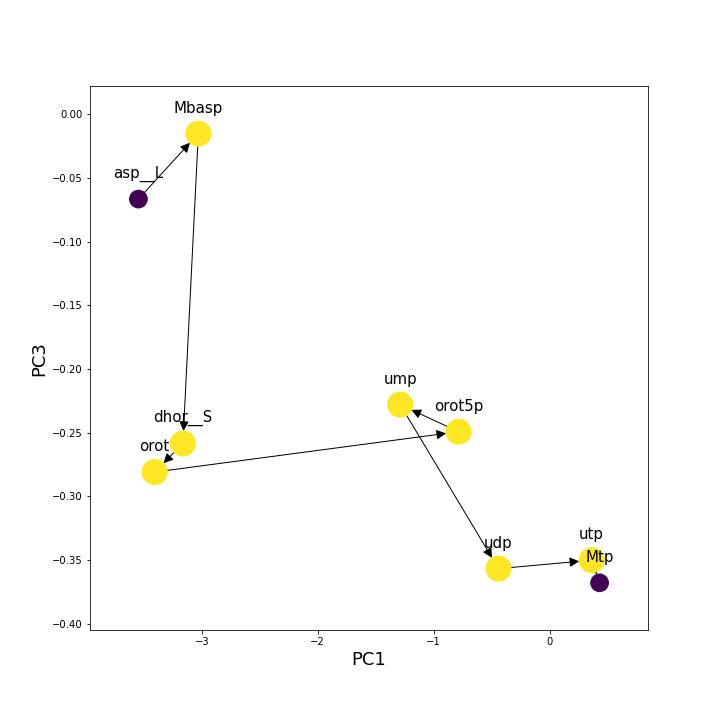 0.00
−0.05
−0.10
−0.15
−0.20
−0.25
−0.30
−0.35
−0.40
PC3
Mbasp
asp__L
ump
orot5p
dhor__S
orot
utp
udp
Mtp
−3
−2
−1
0
PC1